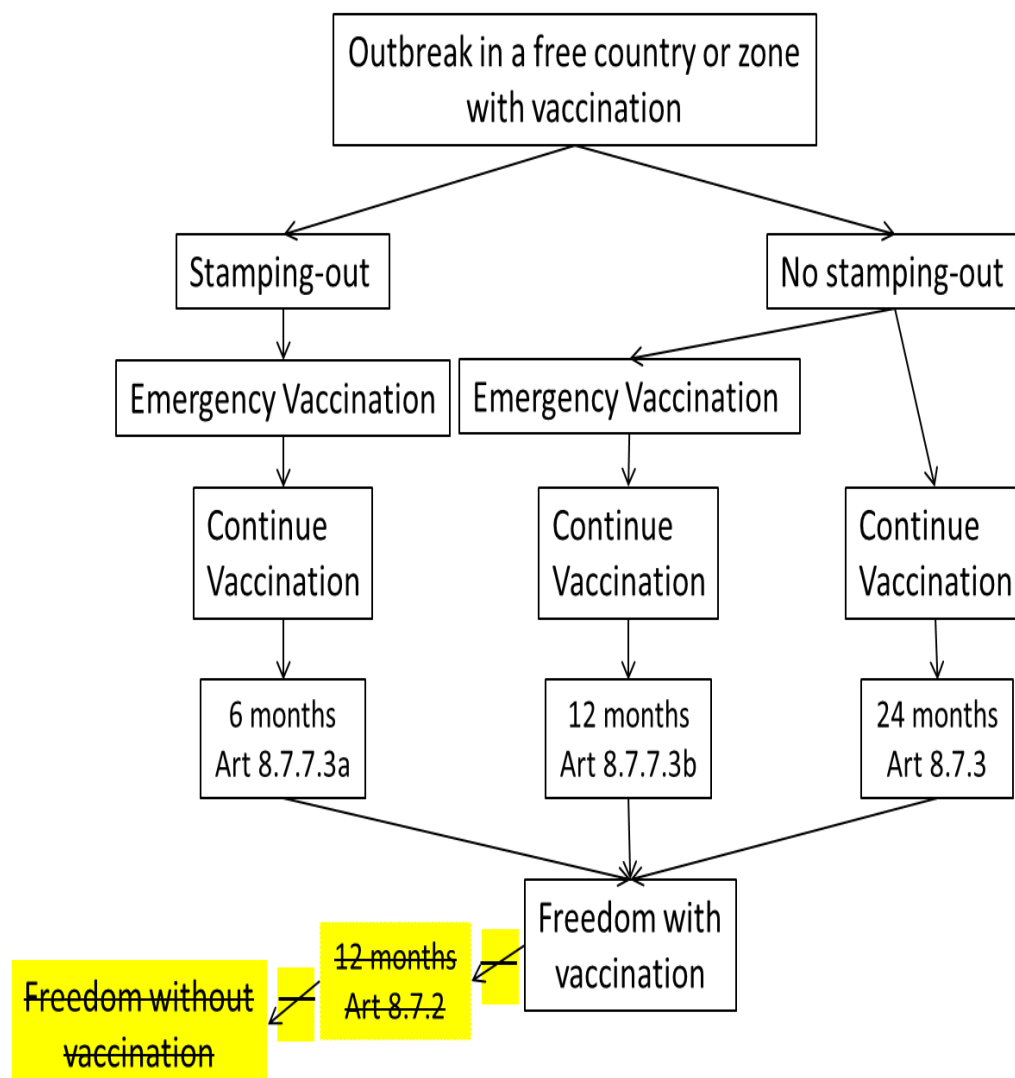 Outbreak in a free country or zone
with vaccination
Stamping-out
No stamping-out
Emergency Vaccination
Emergency Vaccination
Continue
Vaccination
Continue
Vaccination
Continue
Vaccination
6 months
Art 8.7.7.3a
12 months
Art 8.7.7.3b
24 months
Art 8.7.3
Freedom with
vaccination
12 months
Art 8.7.2
Freedom without
vaccination